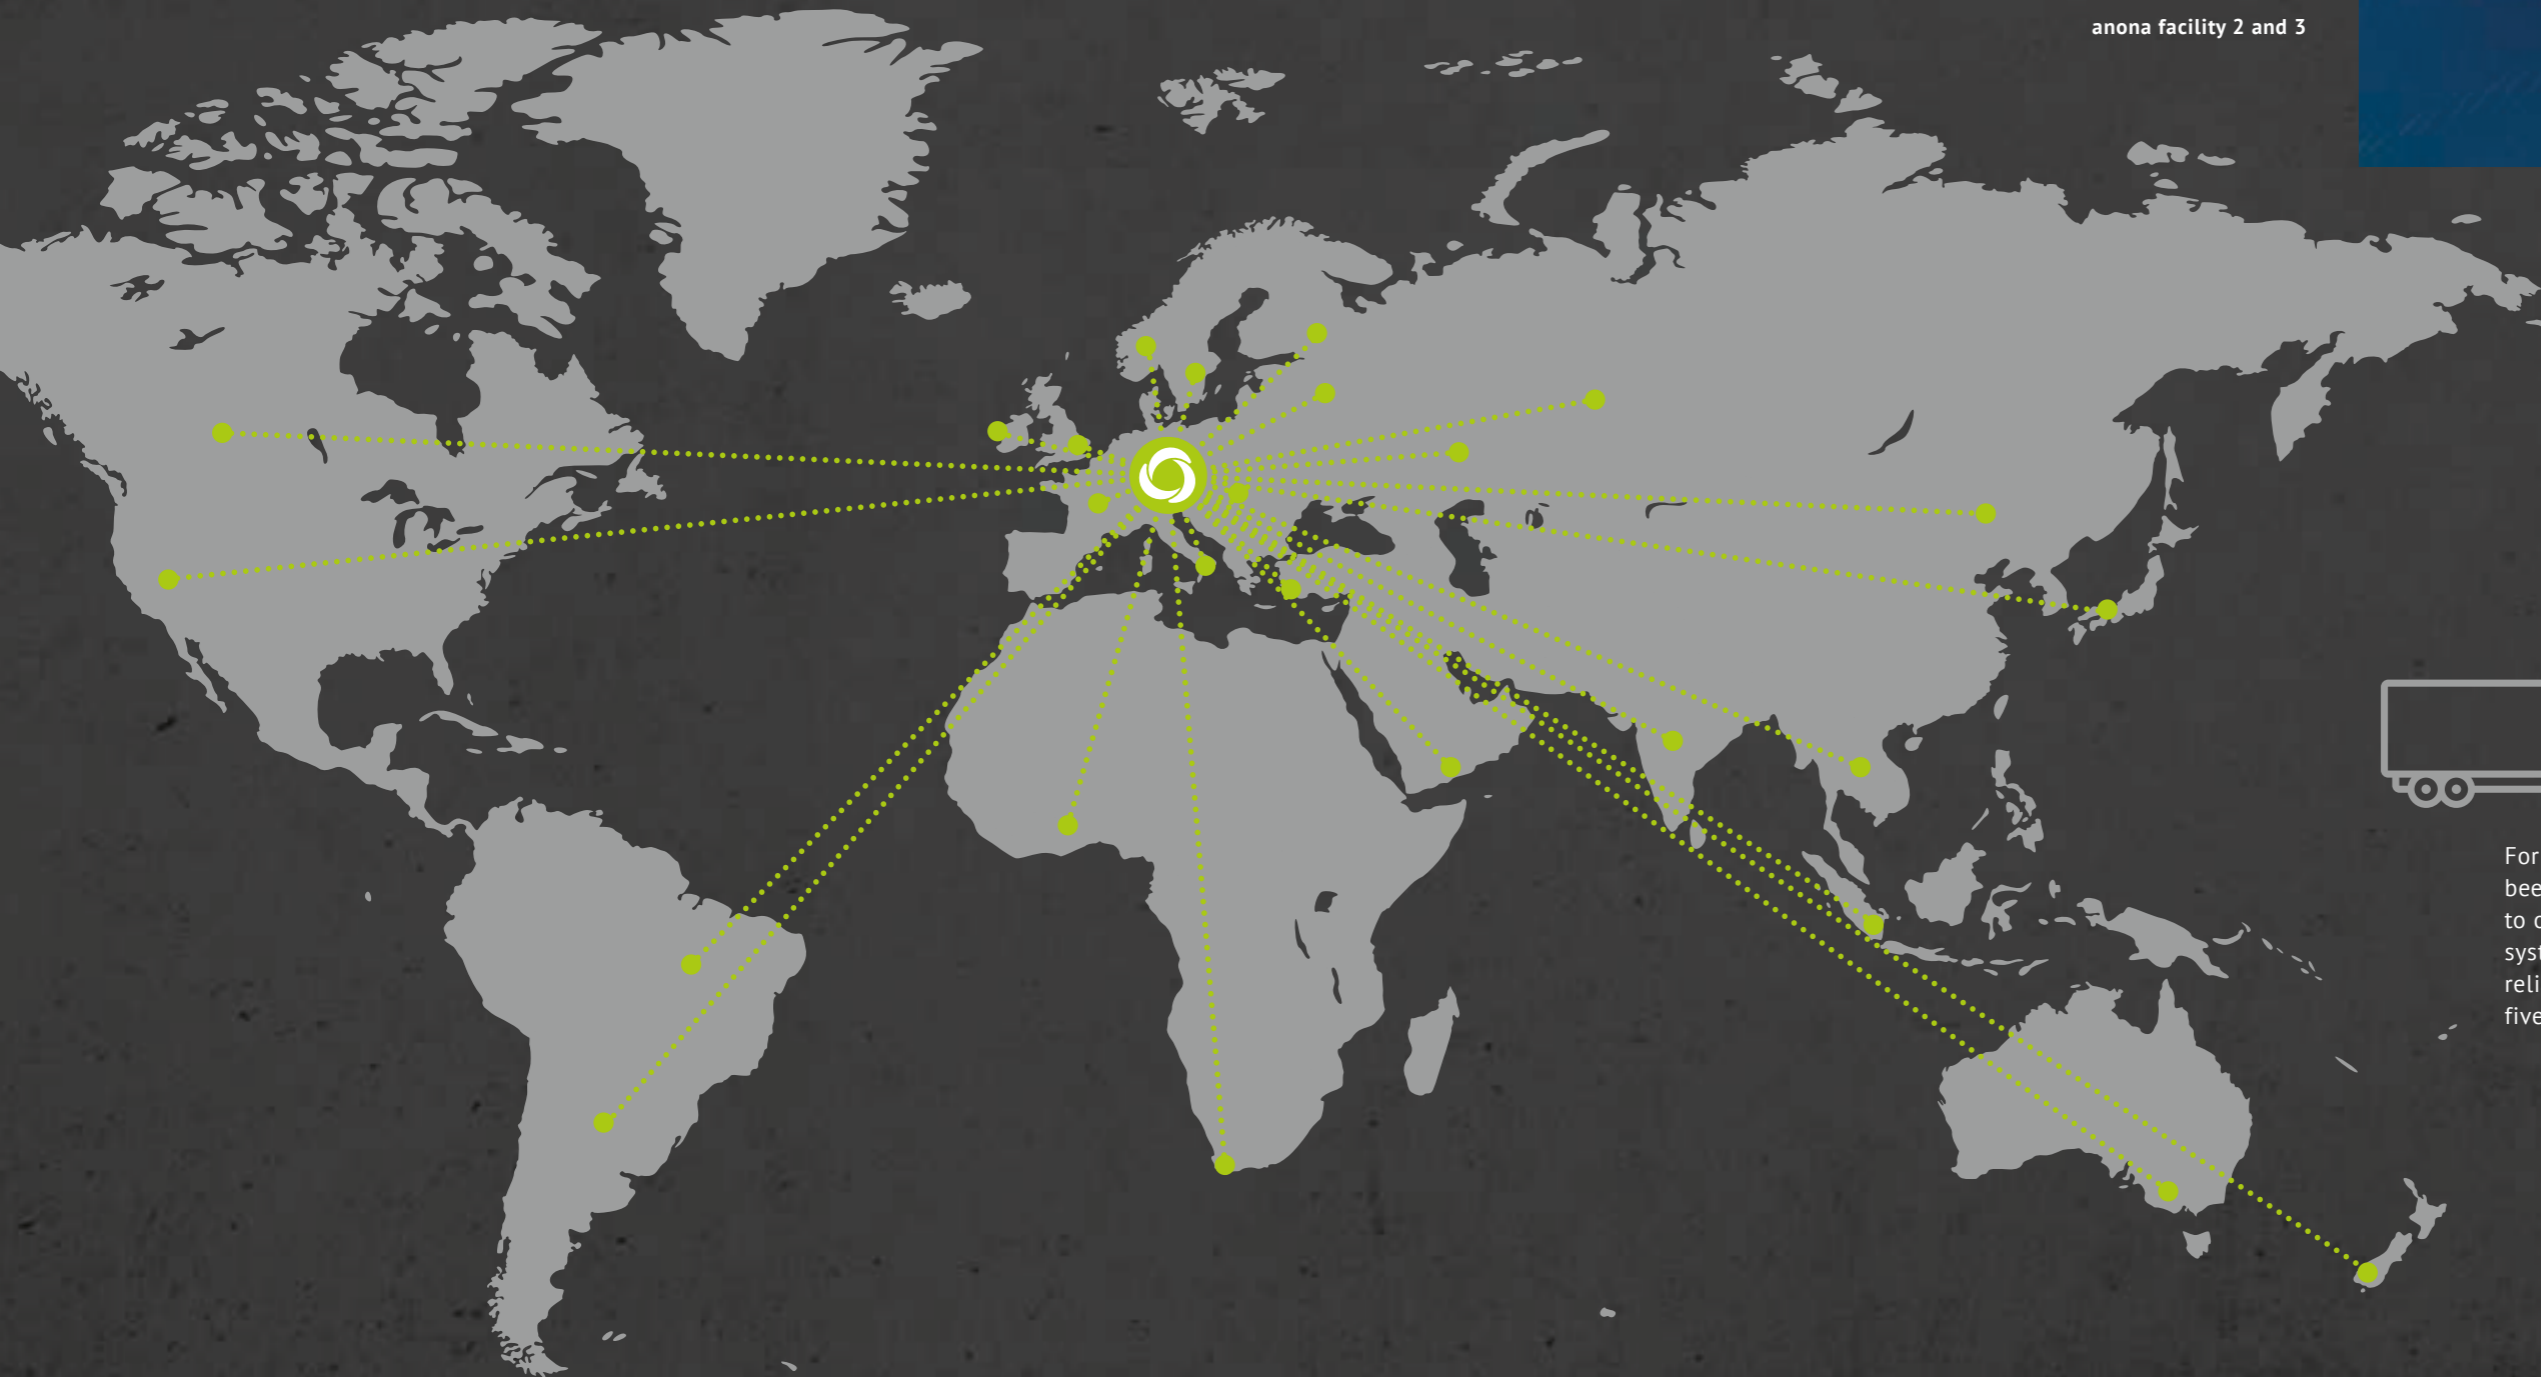 anona facility 2 and 3
For
bee
to
syst
reli
five